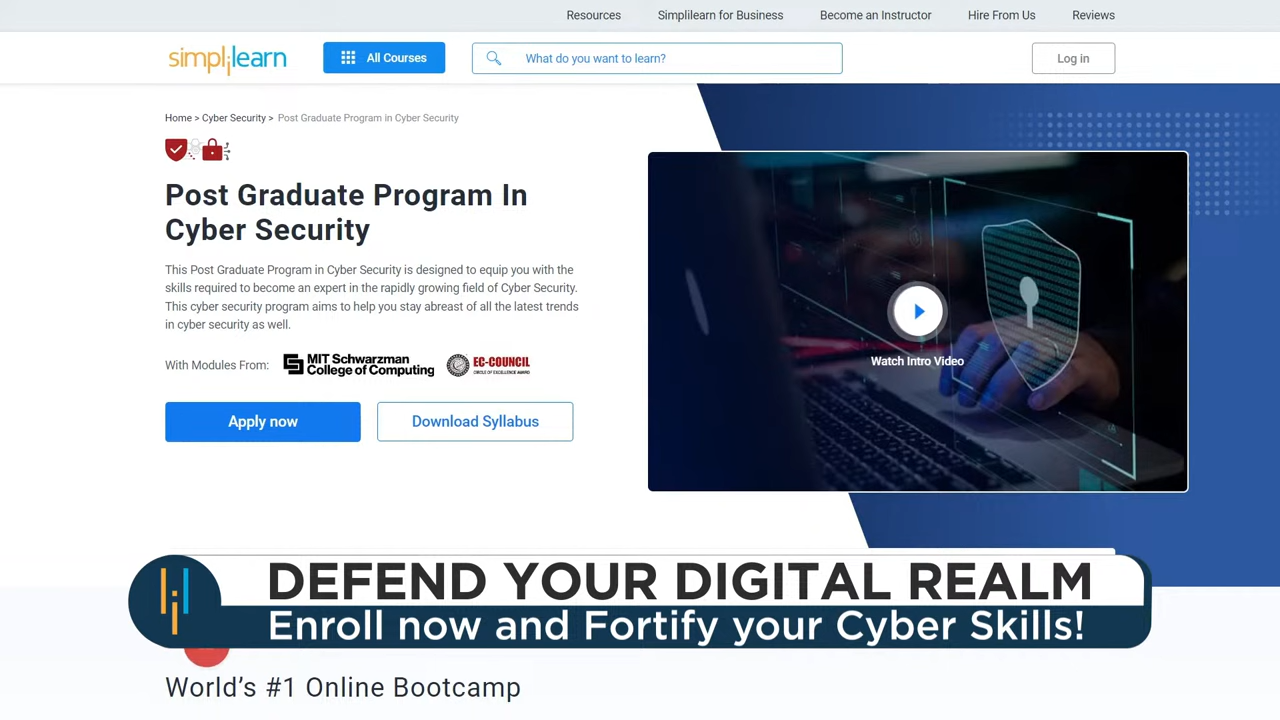 Resources Simplilearn for Business Become an Instructor Hire From Us Reviews
simplilearn All Courses What do you want to learn? Log in
Home > Cyber Security > Post Graduate Program in Cyber Security
Post Graduate Program In
Cyber Security
This Post Graduate Program in Cyber Security is designed to equip you with the
skills required to become an expert in the rapidly growing field of Cyber Security.
This cyber security program aims to help you stay abreast of all the latest trends
in cyber security as well.
With Modules From: MIT Schwarzman
College of Computing
EC-COUNCIL
CIRCLE OF EXCELLENCE AWARD
Apply now Download Syllabus
Watch Intro Video
DEFEND YOUR DIGITAL REALM
Enroll now and Fortify your Cyber Skills!
World's #1 Online Bootcamp